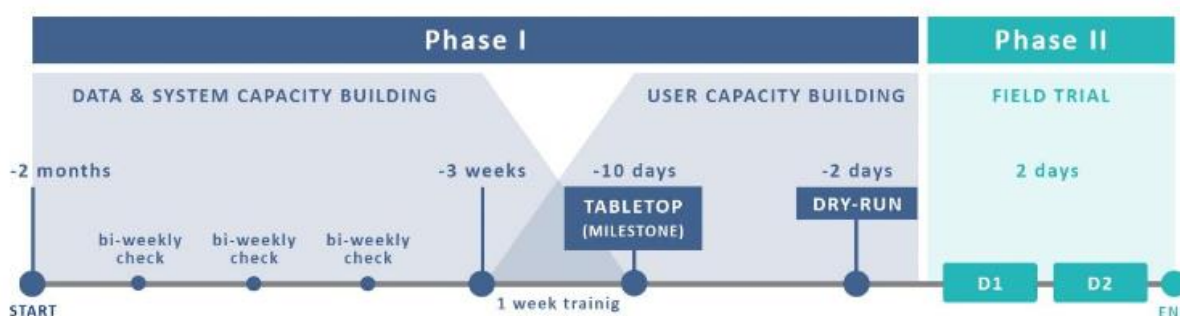 Phase I
Phase II
DATA & SYSTEM CAPACITY BUILDING
USER CAPACITY BUILDING
FIELD TRIAL
-2 months
-3 weeks
-10 days
-2 days
2 days
TABLETOP
(MILESTONE)
DRY-RUN
bi-weekly
check
bi-weekly
check
bi-weekly
check
D1
D2
START
1 week trainig
EN